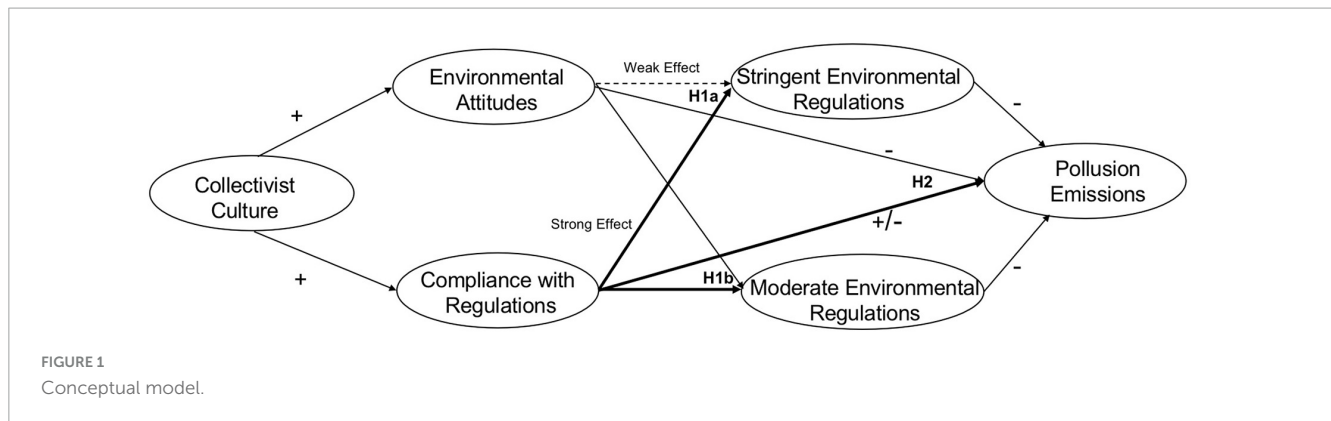 Environmental
Attitudes
Weak Effect
H1a
Stringent Environmental
Regulations
-
+
-
Collectivist
Culture
H2
Pollusion
Emissions
Strong Effect
+/-
+
Compliance with
Regulations
H1b
Moderate Environmental
Regulations
-
FIGURE 1
Conceptual model.